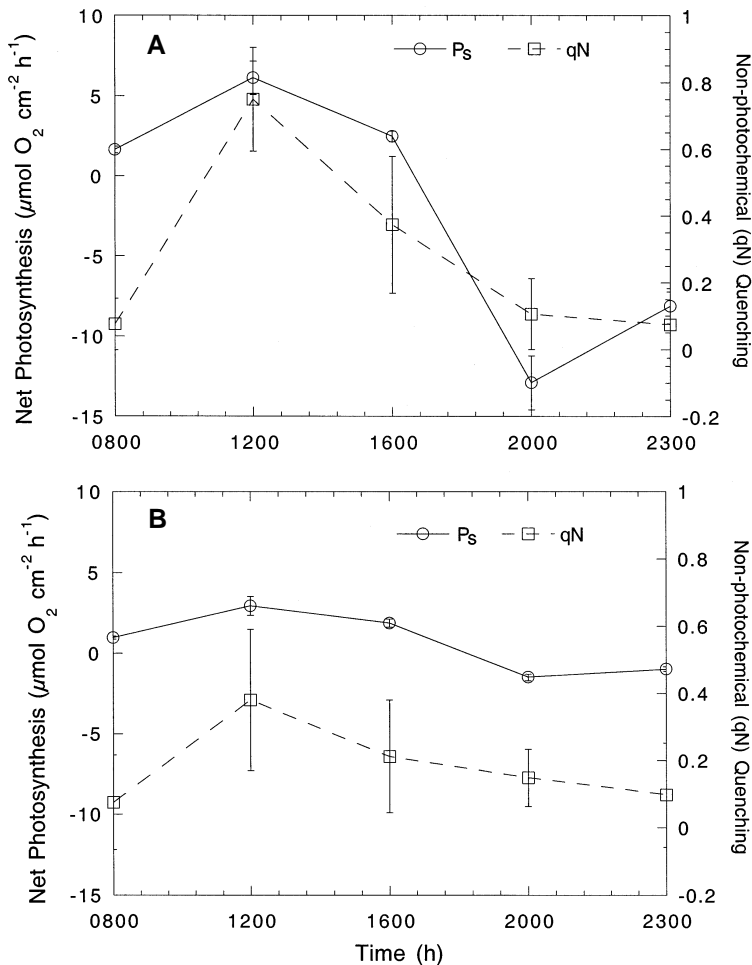 A
Ps
qN
10
5
0
-5
-10
-15
Net Photosynthesis (μmol O2 cm-2 h-1)
1
0.8
0.6
0.4
0.2
0
-0.2
Non-photochemical (qN) Quenching
0800 1200 1600 2000 2300
B
Ps
qN
10
5
0
-5
-10
-15
Net Photosynthesis (μmol O2 cm-2 h-1)
1
0.8
0.6
0.4
0.2
0
-0.2
Non-photochemical (qN) Quenching
0800 1200 1600 2000 2300
Time (h)